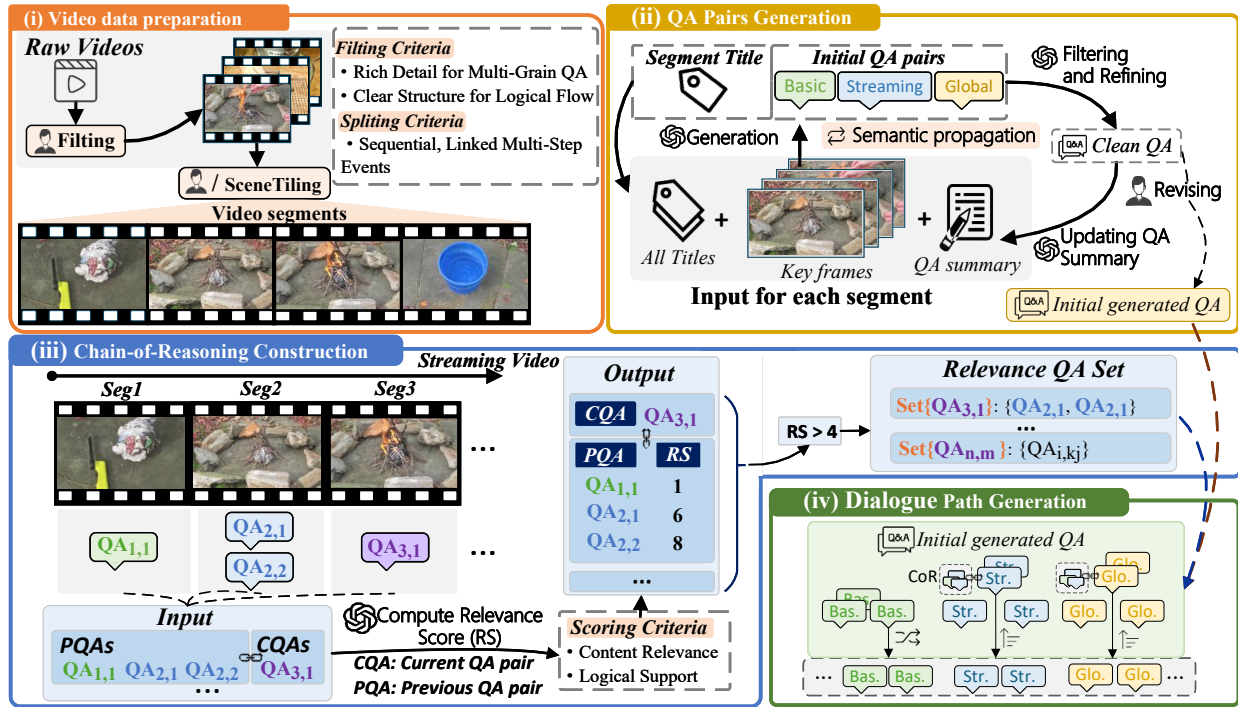 (i) Video data preparation
Raw Videos
Filting
Filting Criteria
• Rich Detail for Multi-Grain QA
• Clear Structure for Logical Flow
Spliting Criteria
• Sequential, Linked Multi-Step
Events
/ SceneTiling
Video segments
(ii) QA Pairs Generation
Segment Title
Initial QA pairs
Basic
Streaming
Global
Filtering
and Refining
Generation
Semantic propagation
Q&A
Clean QA
Revising
+
+
All Titles
Key frames
QA summary
Updating QA
Summary
Input for each segment
Q&A
Initial generated QA
(iii) Chain-of-Reasoning Construction
Streaming Video
Seg1
Seg2
Seg3
...
QA1,1
QA2,1
QA2,2
QA3,1
...
Input
PQAs
CQAs
QA1,1 QA2,1 QA2,2
QA3,1
...
Compute Relevance
Score (RS)
CQA: Current QA pair
PQA: Previous QA pair
Output
CQA
QA3,1
PQA
RS
QA1,1
1
QA2,1
6
QA2,2
8
...
Scoring Criteria
• Content Relevance
• Logical Support
RS > 4
Relevance QA Set
Set{QA3,1}: {QA2,1, QA2,1}
...
Set{QAn,m}: {QAi,kj}
(iv) Dialogue Path Generation
Q&A
Initial generated QA
CoR
Str.
Str.
Glo.
Glo.
Bas.
Bas.
Bas.
Str.
Str.
Glo.
Glo.
...
Bas.
Bas.
Str.
Str.
Glo.
Glo.
...